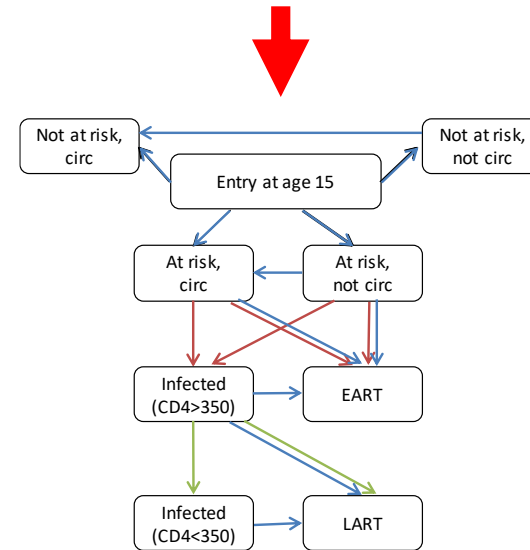 Not at risk,
circ
Not at risk,
not circ
Entry at age 15
At risk,
circ
At risk,
not circ
Infected
(CD4>350)
EART
Infected
(CD4<350)
LART